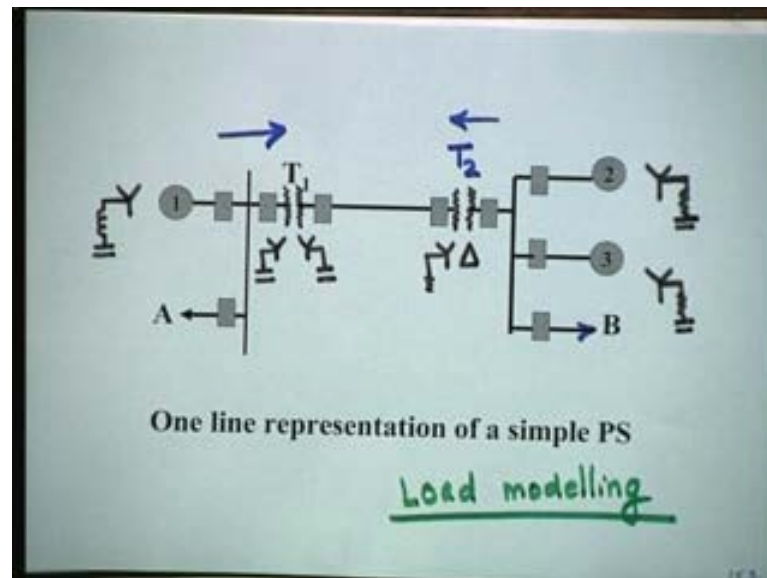 T1
T2
1
2
3
A
Δ
B
One line representation of a simple PS
Load modelling